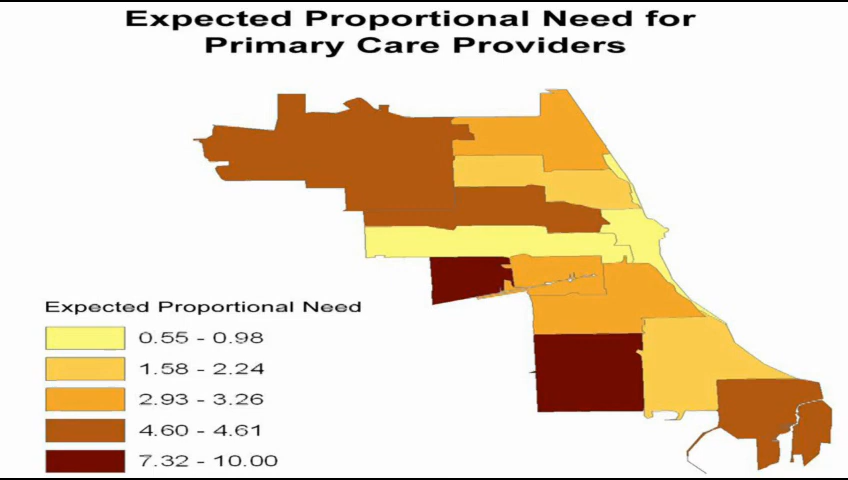 Expected Proportional Need for
Primary Care Providers
Expected Proportional Need
0.55 - 0.98
1.58 - 2.24
2.93 - 3.26
4.60 - 4.61
7.32 - 10.00